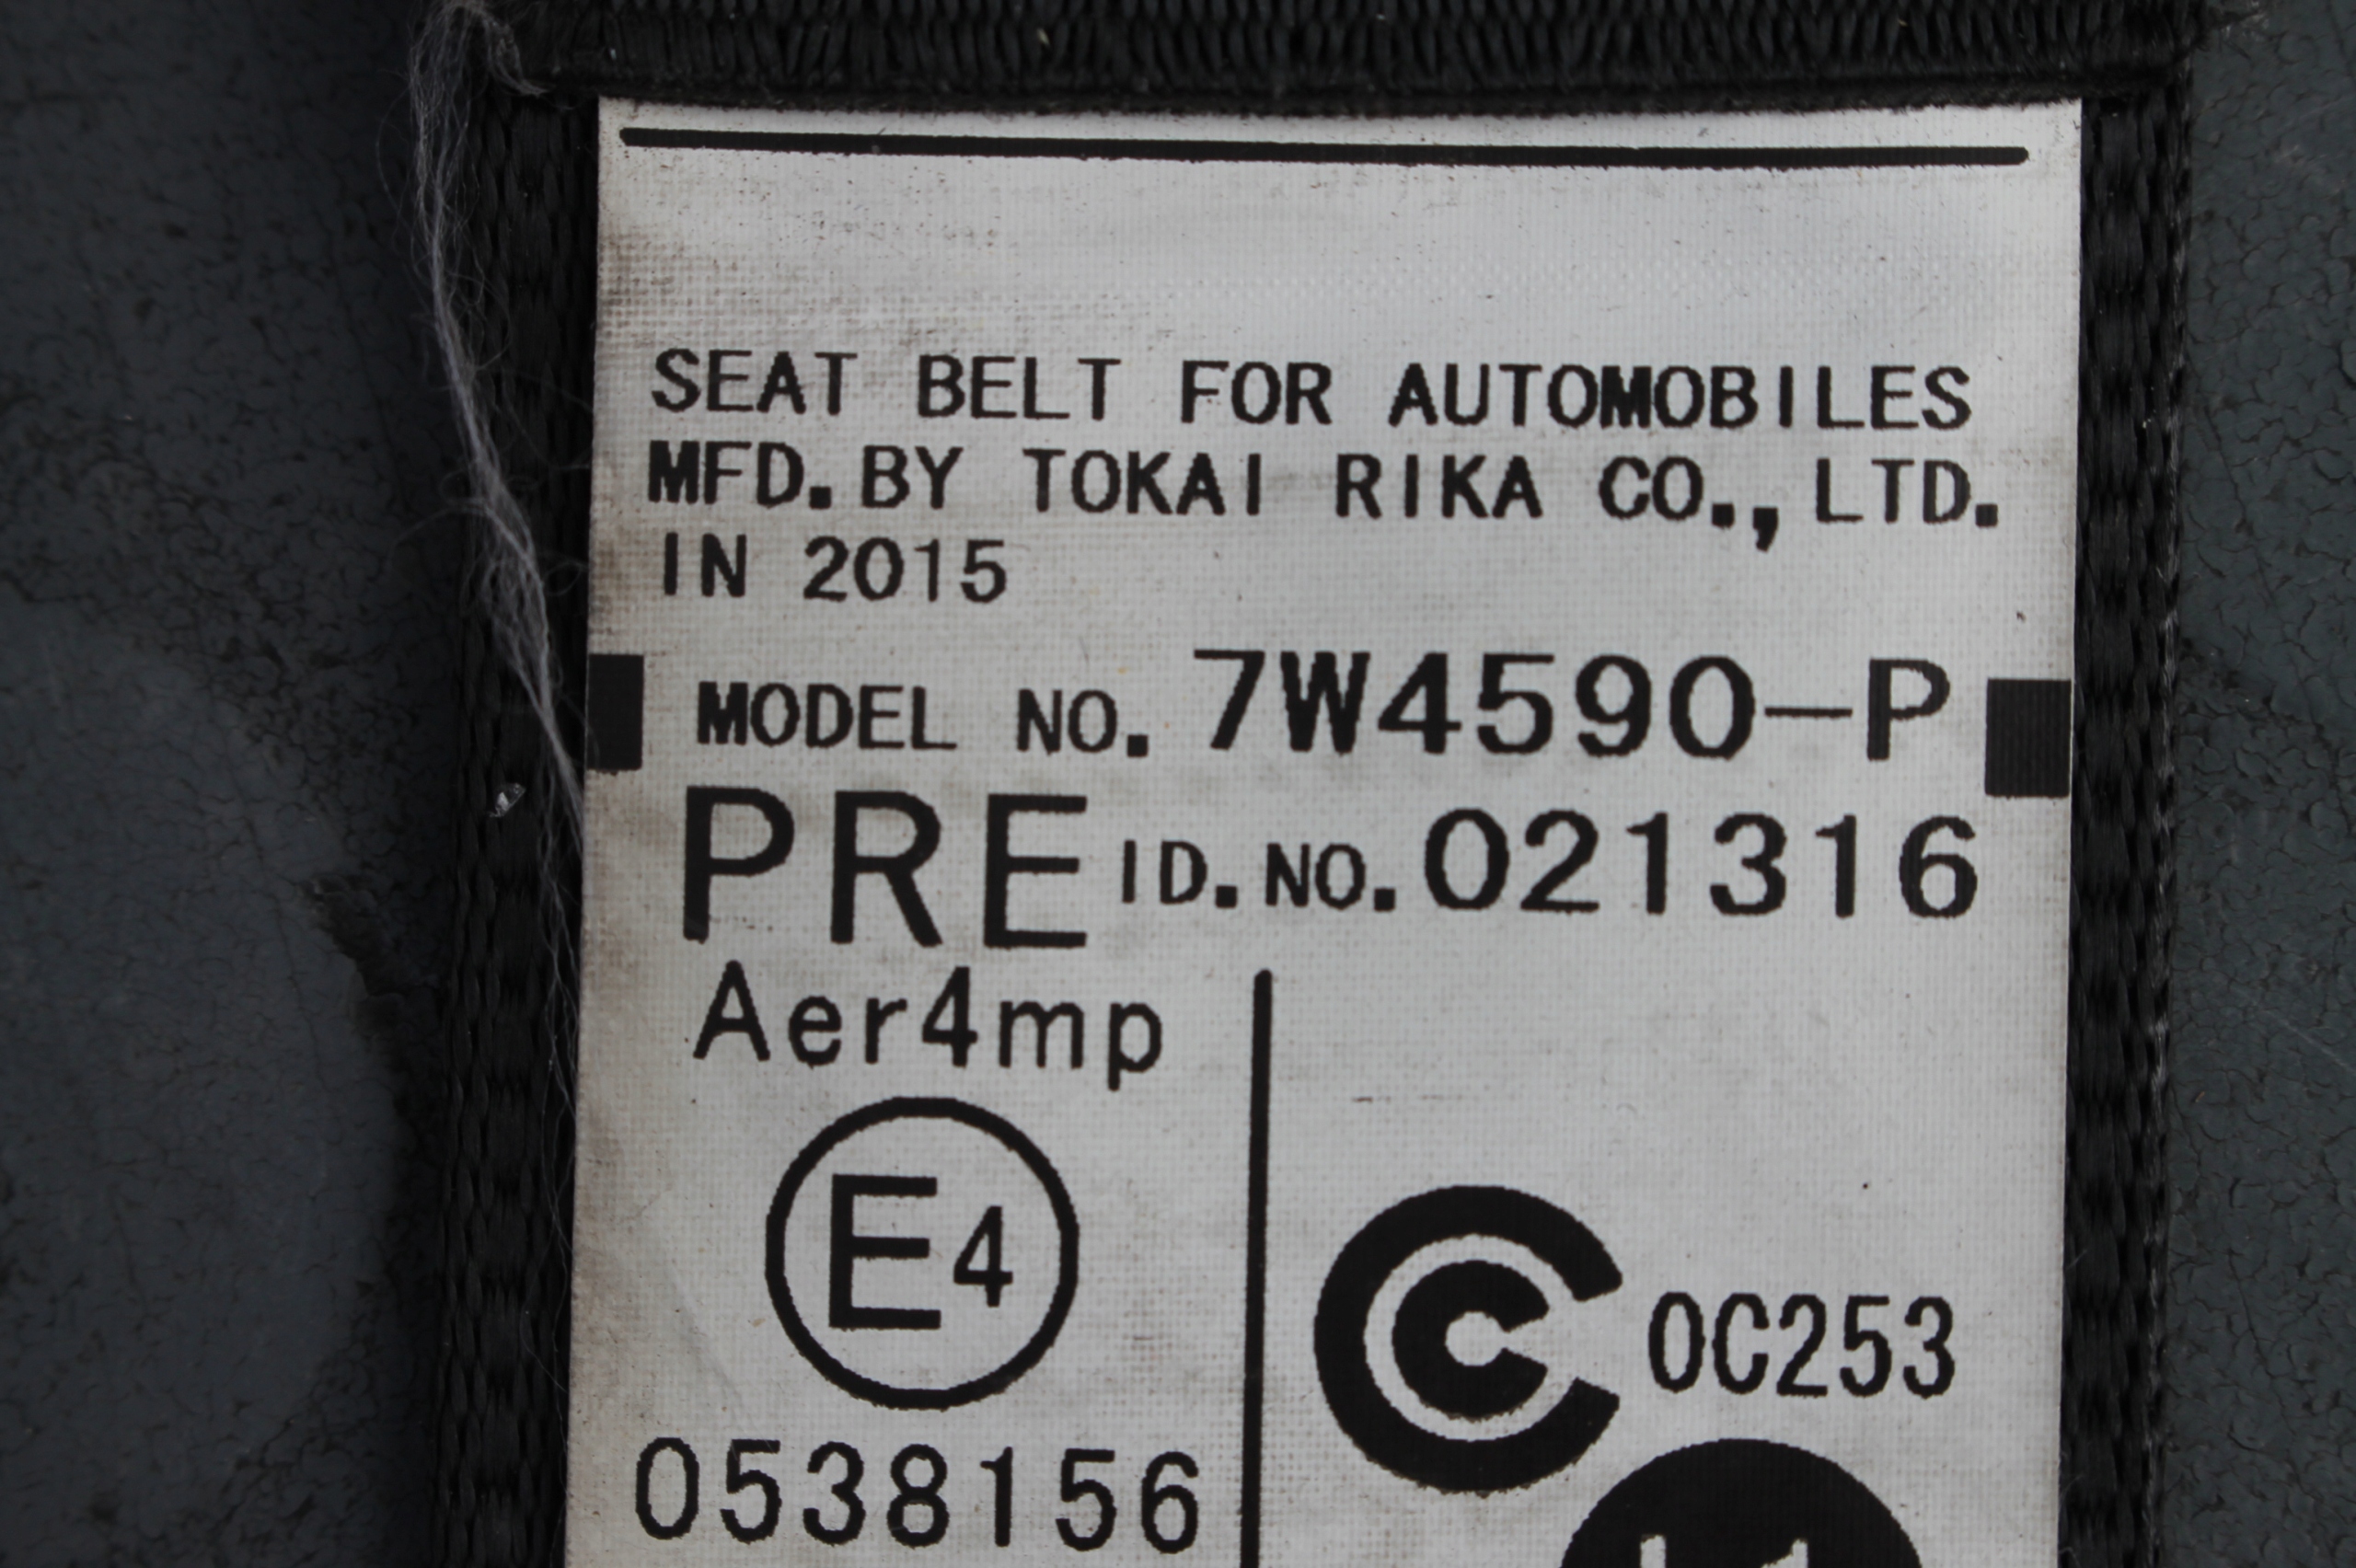 SEAT BELT FOR AUTOMOBILES
MFD. BY TOKAI RIKA CO., LTD.
IN 2015
MODEL NO. 7W4590-P
PRE ID. NO. 021316
Aer4mp
E4
0C253
0538156